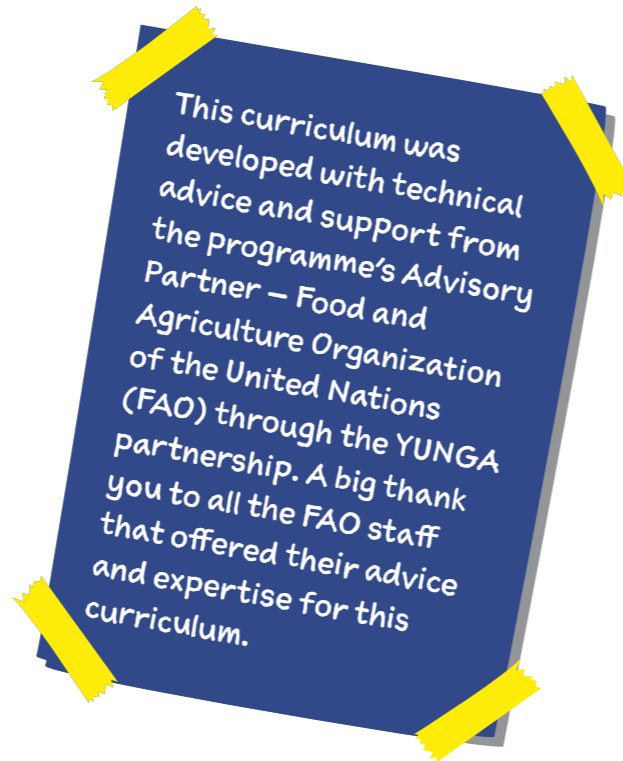 This curriculum was
developed with technical
advice and support from
the programme’s Advisory
Partner – Food and
Agriculture Organization
of the United Nations
(FAO) through the YUNGA
partnership. A big thank
you to all the FAO staff
that offered their advice
and expertise for this
curriculum.